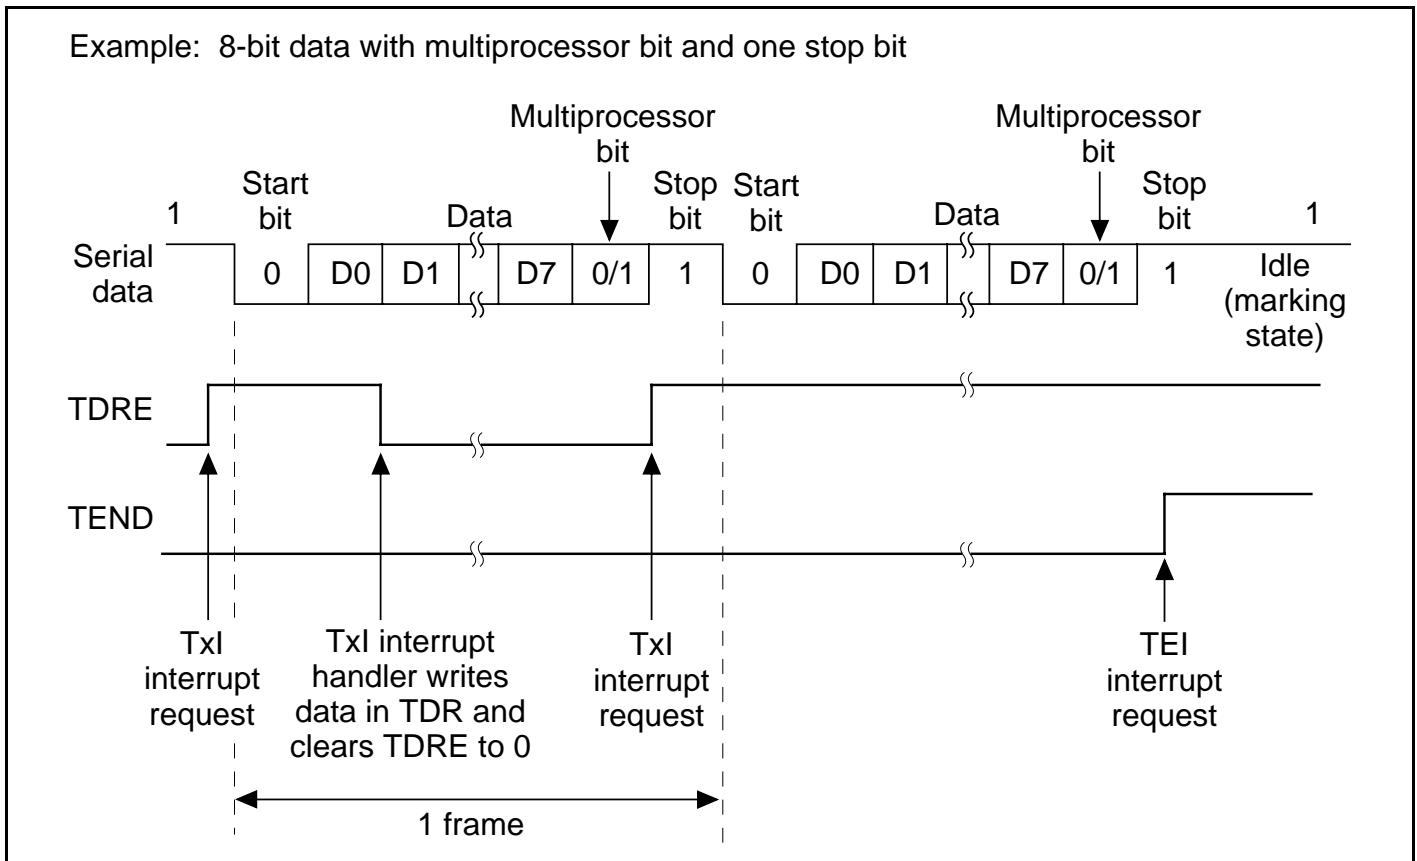 Example: 8-bit data with multiprocessor bit and one stop bit
Multiprocessor
bit
Multiprocessor
bit
Start
bit
Stop
bit
Start
bit
Stop
bit
1
Data
Data
1
Serial
data
0 D0 D1 D7 0/1 1 0 D0 D1 D7 0/1 1
Idle
(marking
state)
TDRE
TEND
TxI
interrupt
request
TxI interrupt
handler writes
data in TDR and
clears TDRE to 0
TxI
interrupt
request
TEI
interrupt
request
1 frame